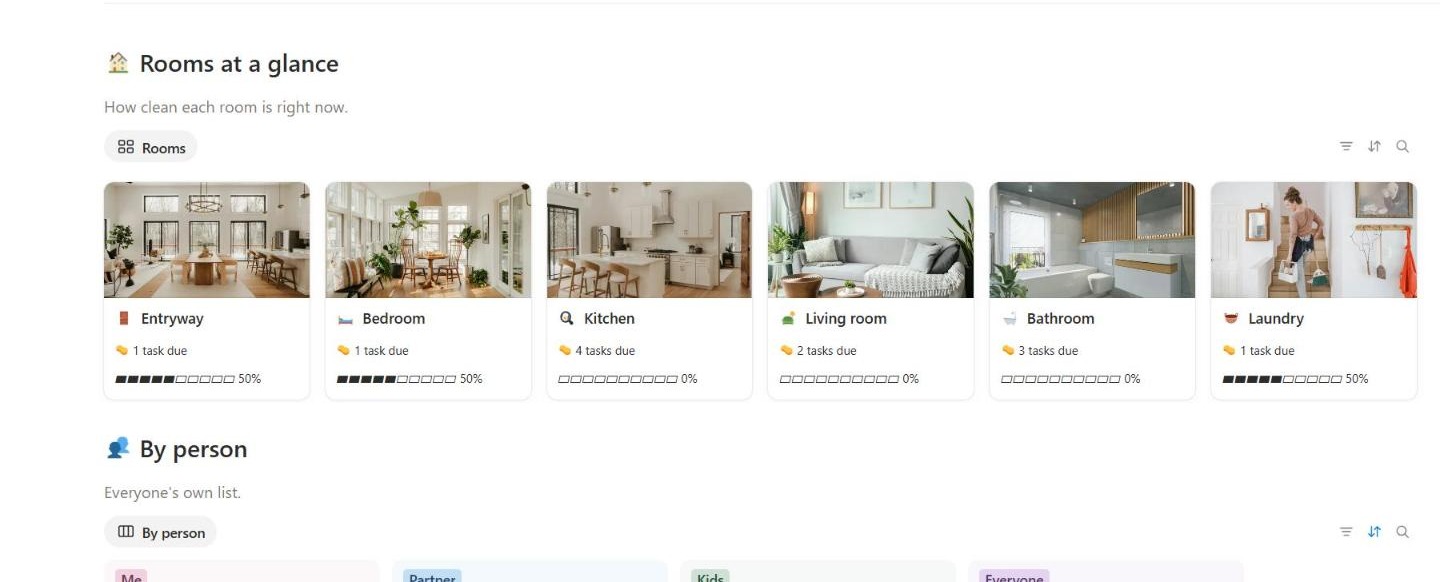 Rooms at a glance
How clean each room is right now.
Rooms
Entryway
1 task due
50%
Bedroom
1 task due
50%
Kitchen
4 tasks due
0%
Living room
2 tasks due
0%
Bathroom
3 tasks due
0%
Laundry
1 task due
50%
By person
Everyone's own list.
By person
Me
Partner
Kids
Everyone